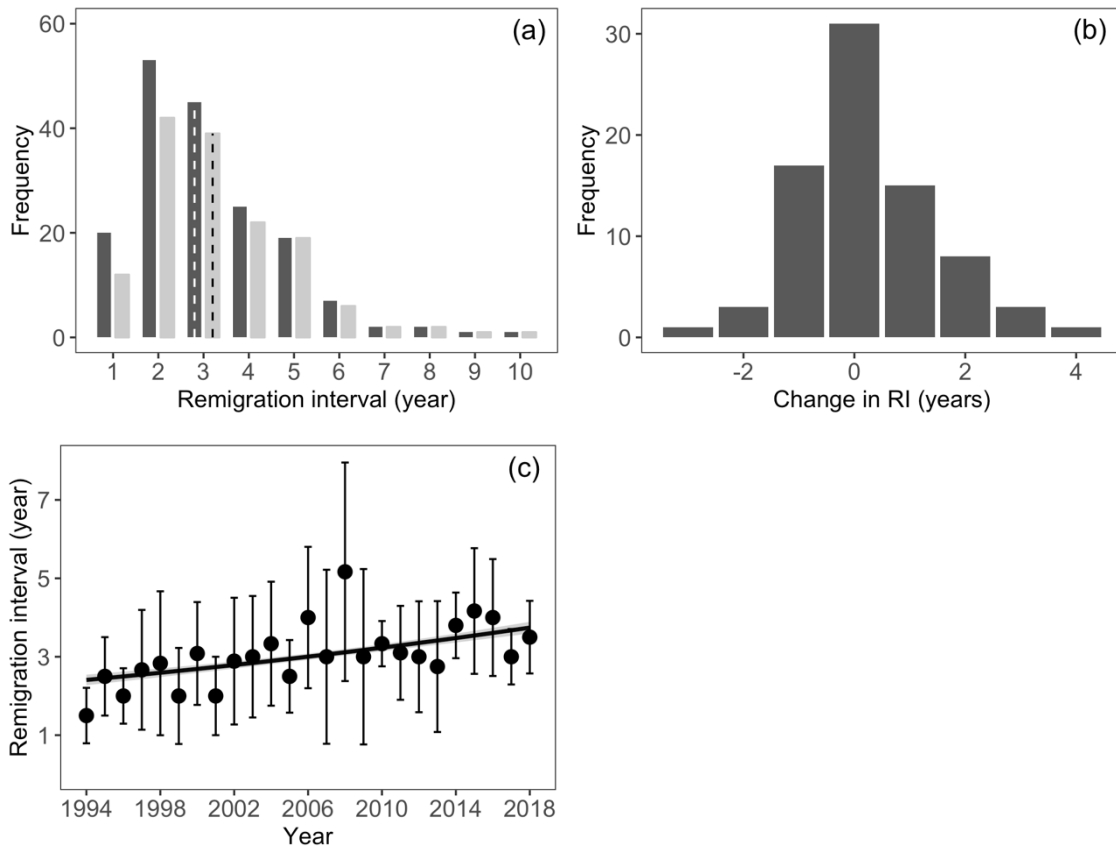 (a)
Frequency
60
40
20
0
1 2 3 4 5 6 7 8 9 10
Remigration interval (year)
(b)
Frequency
30
20
10
0
-2 0 2 4
Change in RI (years)
(c)
Remigration interval (year)
7
5
3
1
1994 1998 2002 2006 2010 2014 2018
Year